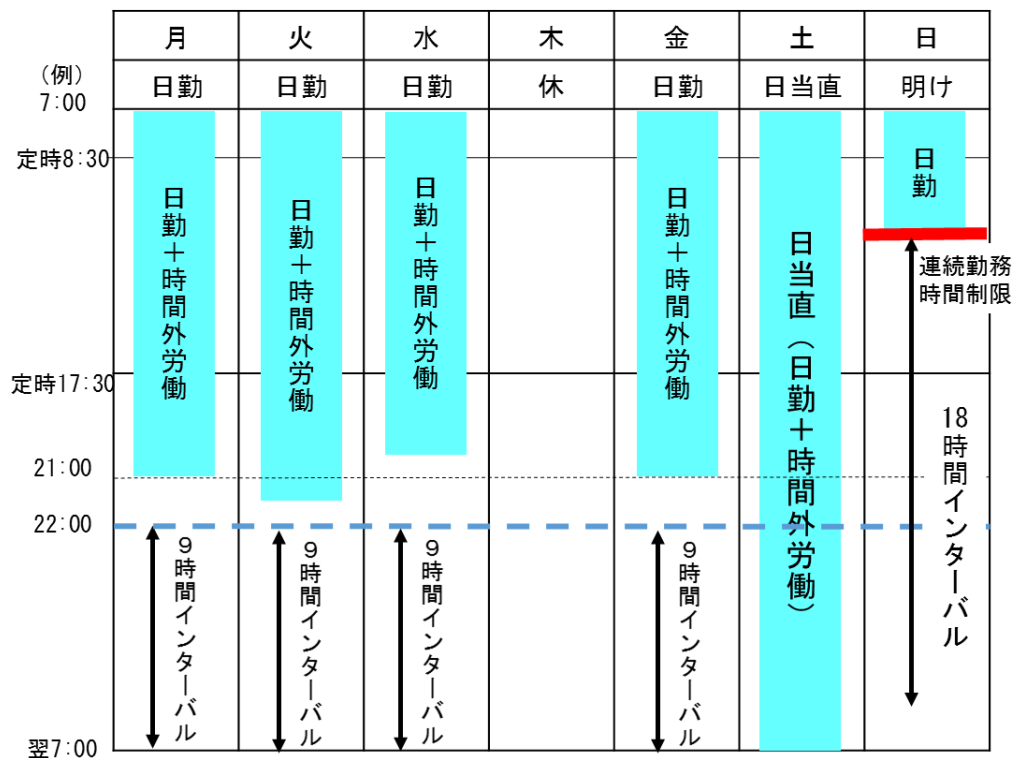 月 火 水 木 金 土 日
(例) 日勤 日勤 日勤 休 日勤 日当直 明け
7:00
定時8:30
定時17:30
21:00
22:00
翌7:00
日勤＋時間外労働
9時間インターバル
日勤＋時間外労働
9時間インターバル
日勤＋時間外労働
9時間インターバル
日勤＋時間外労働
9時間インターバル
日当直（日勤＋時間外労働）
日勤
連続勤務
時間制限
18時間インターバル